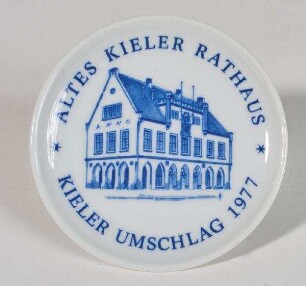 * ALTES KIELER RATHAUS *
KIELER UMSCHLAG 1977